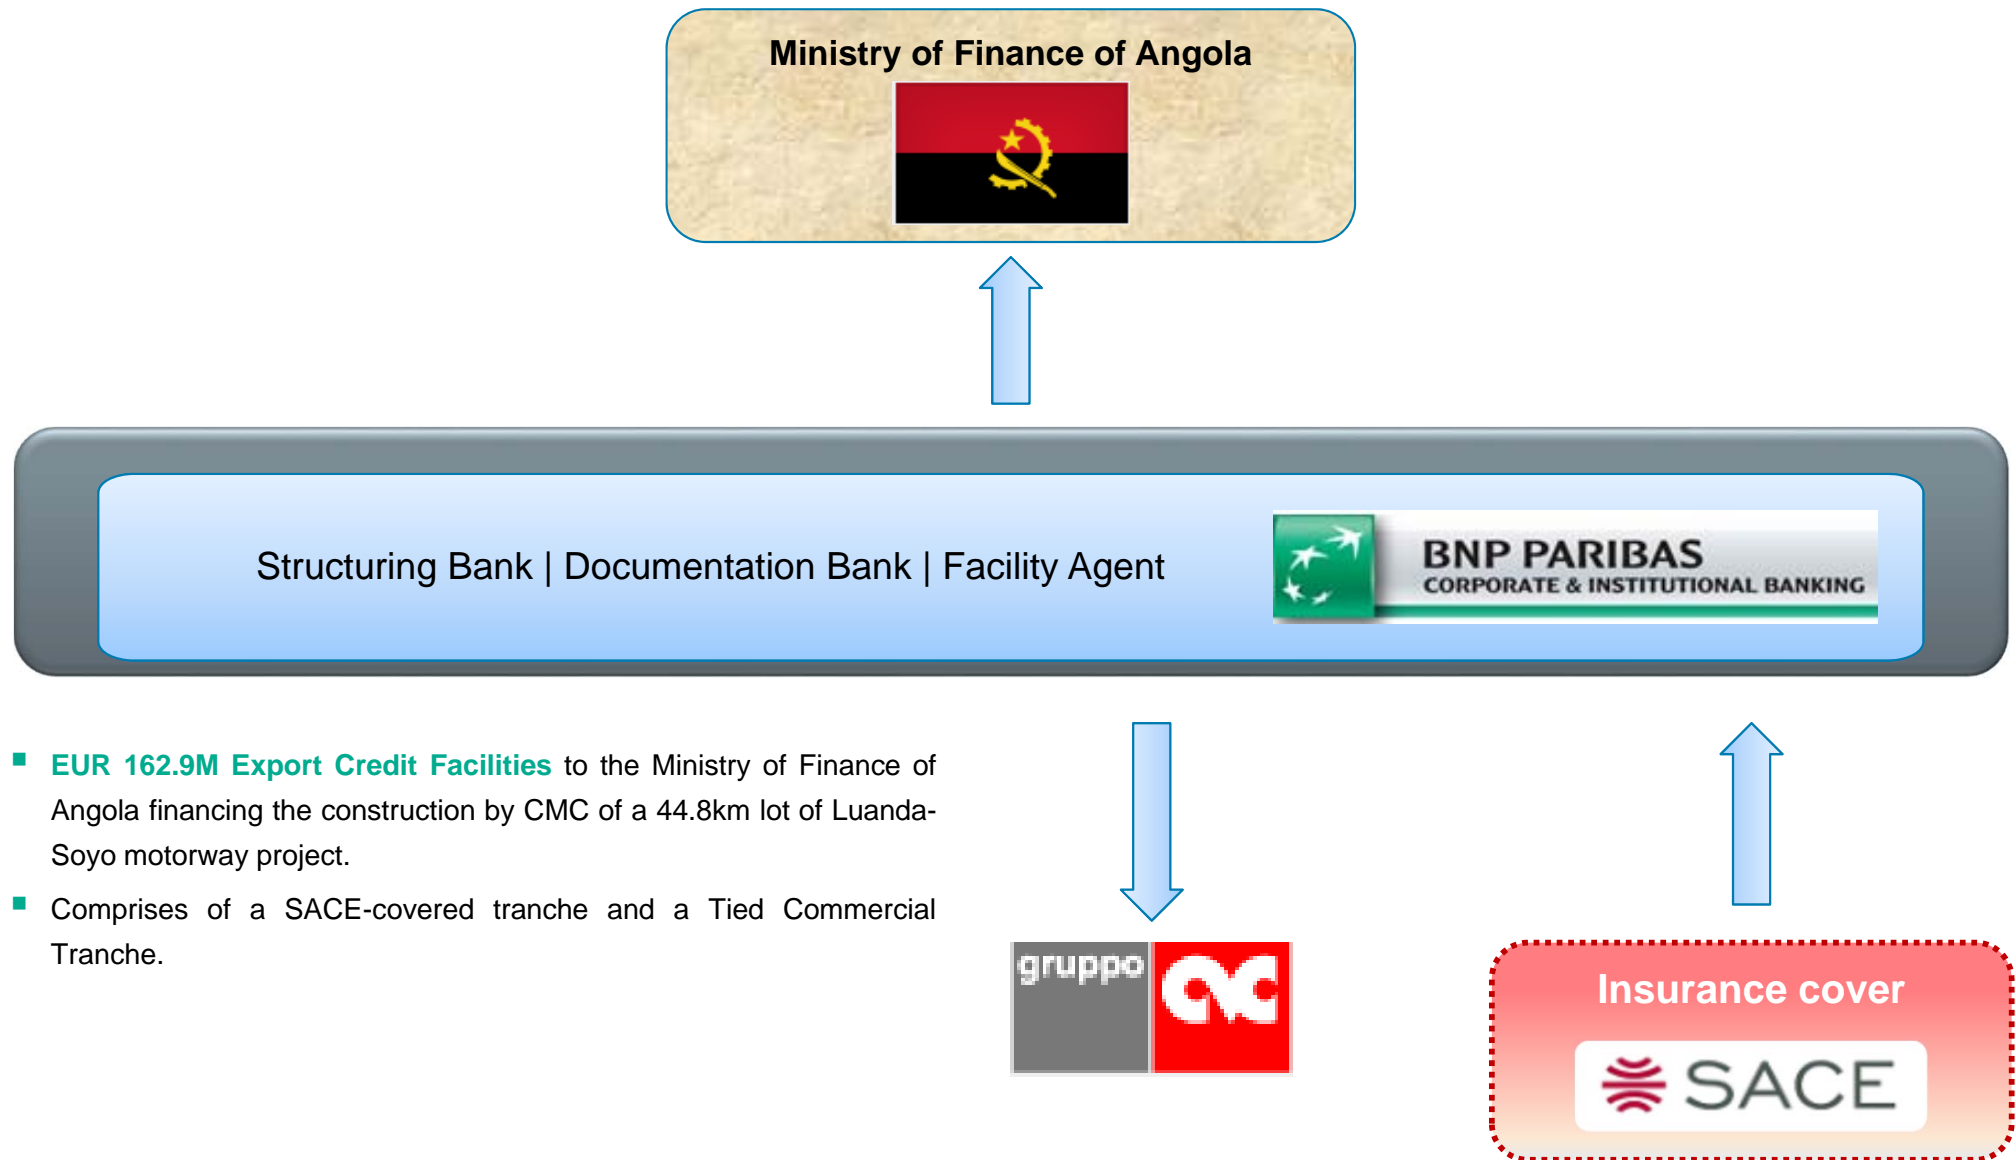 Ministry of Finance of Angola
Structuring Bank | Documentation Bank | Facility Agent
BNP PARIBAS
CORPORATE & INSTITUTIONAL BANKING
EUR 162.9M Export Credit Facilities to the Ministry of Finance of
Angola financing the construction by CMC of a 44.8km lot of Luanda-
Soyo motorway project.
Comprises of a SACE-covered tranche and a Tied Commercial
Tranche.
gruppo
CMC
Insurance cover
SACE